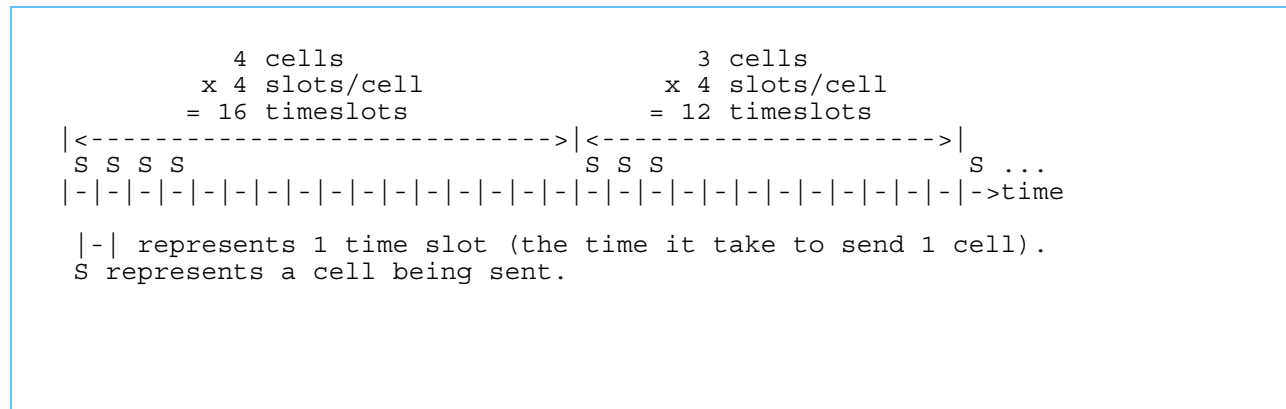 4 cells 3 cells
x 4 slots/cell x 4 slots/cell
= 16 timeslots = 12 timeslots
|<----------------------------->|<--------------------->|
S S S S S S S S ...
|-|-|-|-|-|-|-|-|-|-|-|-|-|-|-|-|-|-|-|-|-|-|-|-|-|-|-|-|->time
|-| represents 1 time slot (the time it take to send 1 cell).
S represents a cell being sent.